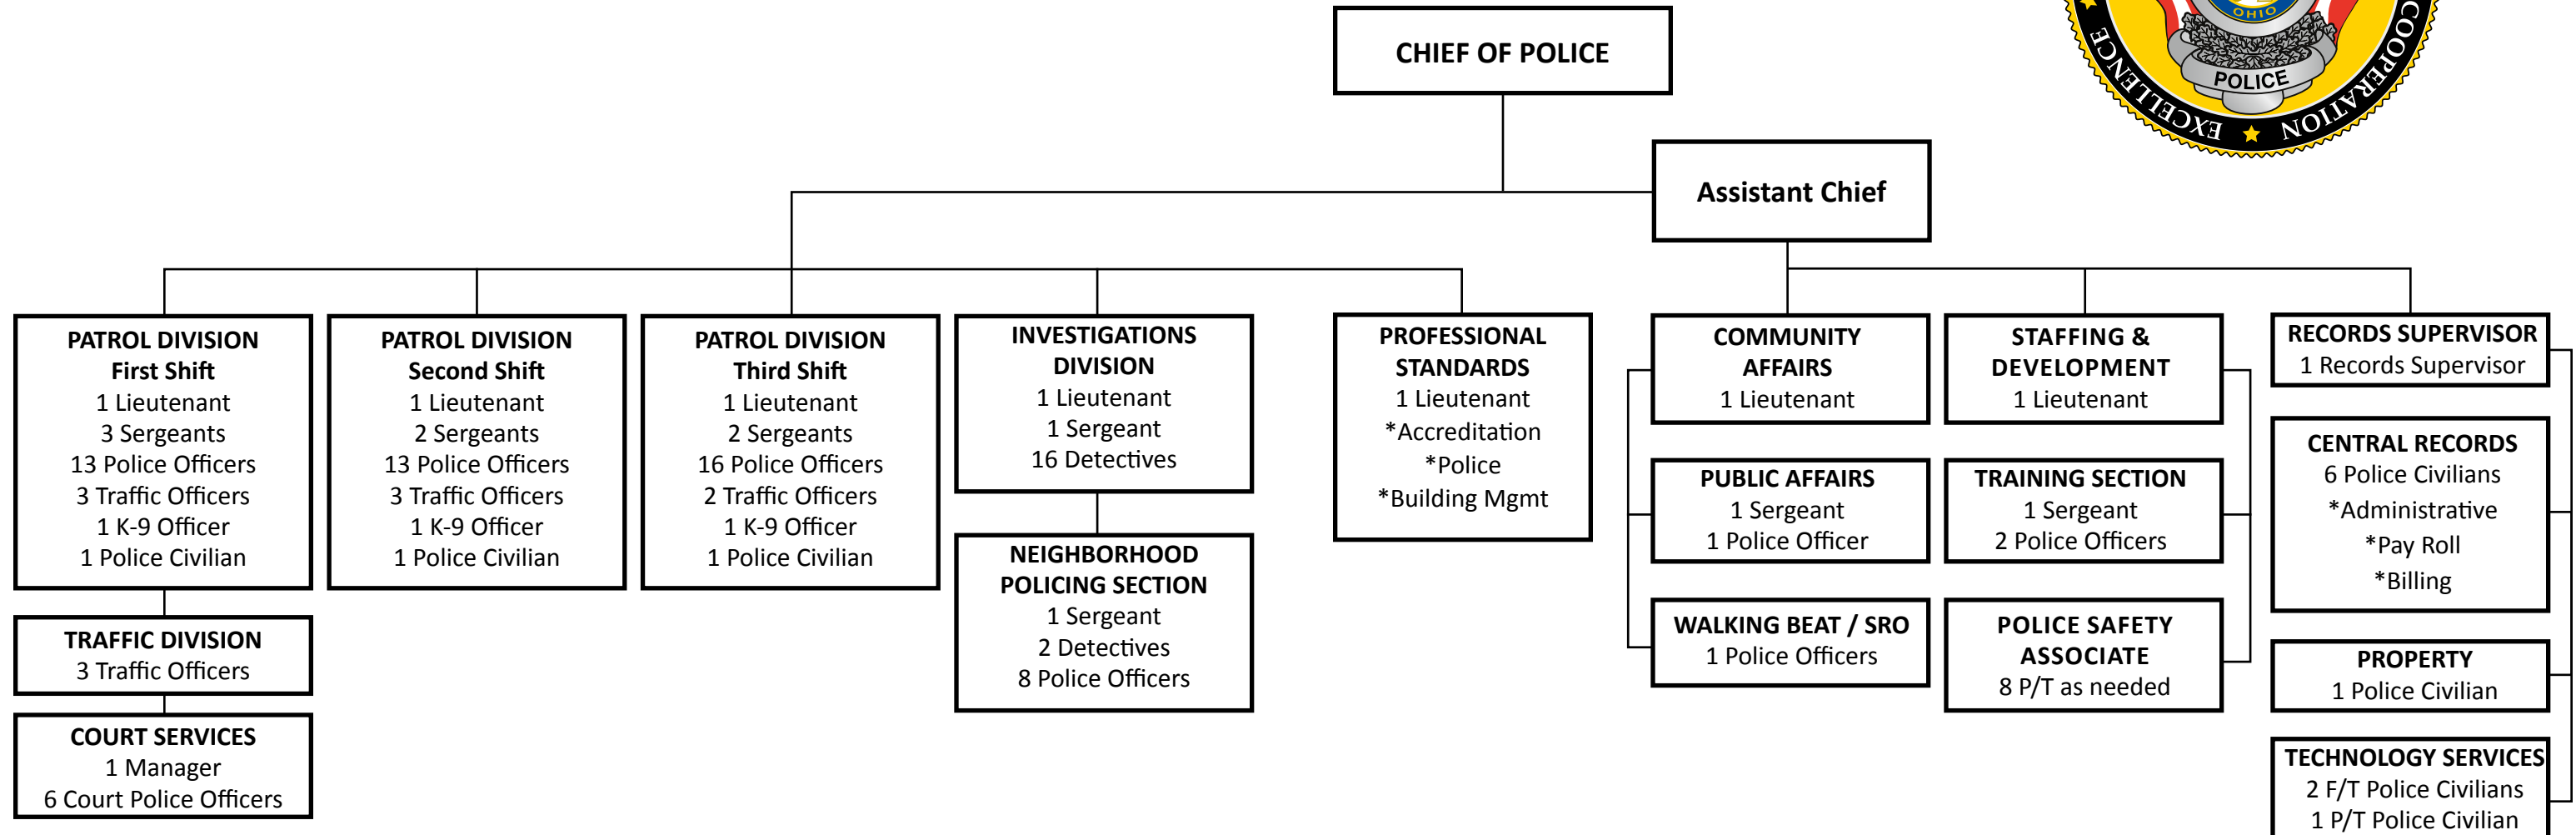 OHIO
POLICE
EXCELLENCE ★ COOPERATION
CHIEF OF POLICE
Assistant Chief
PATROL DIVISION
First Shift
1 Lieutenant
3 Sergeants
13 Police Officers
3 Traffic Officers
1 K-9 Officer
1 Police Civilian
TRAFFIC DIVISION
3 Traffic Officers
COURT SERVICES
1 Manager
6 Court Police Officers
PATROL DIVISION
Second Shift
1 Lieutenant
2 Sergeants
13 Police Officers
3 Traffic Officers
1 K-9 Officer
1 Police Civilian
PATROL DIVISION
Third Shift
1 Lieutenant
2 Sergeants
16 Police Officers
2 Traffic Officers
1 K-9 Officer
1 Police Civilian
INVESTIGATIONS
DIVISION
1 Lieutenant
1 Sergeant
16 Detectives
NEIGHBORHOOD
POLICING SECTION
1 Sergeant
2 Detectives
8 Police Officers
PROFESSIONAL
STANDARDS
1 Lieutenant
*Accreditation
*Police
*Building Mgmt
COMMUNITY
AFFAIRS
1 Lieutenant
PUBLIC AFFAIRS
1 Sergeant
1 Police Officer
WALKING BEAT / SRO
1 Police Officers
STAFFING &
DEVELOPMENT
1 Lieutenant
TRAINING SECTION
1 Sergeant
2 Police Officers
POLICE SAFETY
ASSOCIATE
8 P/T as needed
RECORDS SUPERVISOR
1 Records Supervisor
CENTRAL RECORDS
6 Police Civilians
*Administrative
*Pay Roll
*Billing
PROPERTY
1 Police Civilian
TECHNOLOGY SERVICES
2 F/T Police Civilians
1 P/T Police Civilian